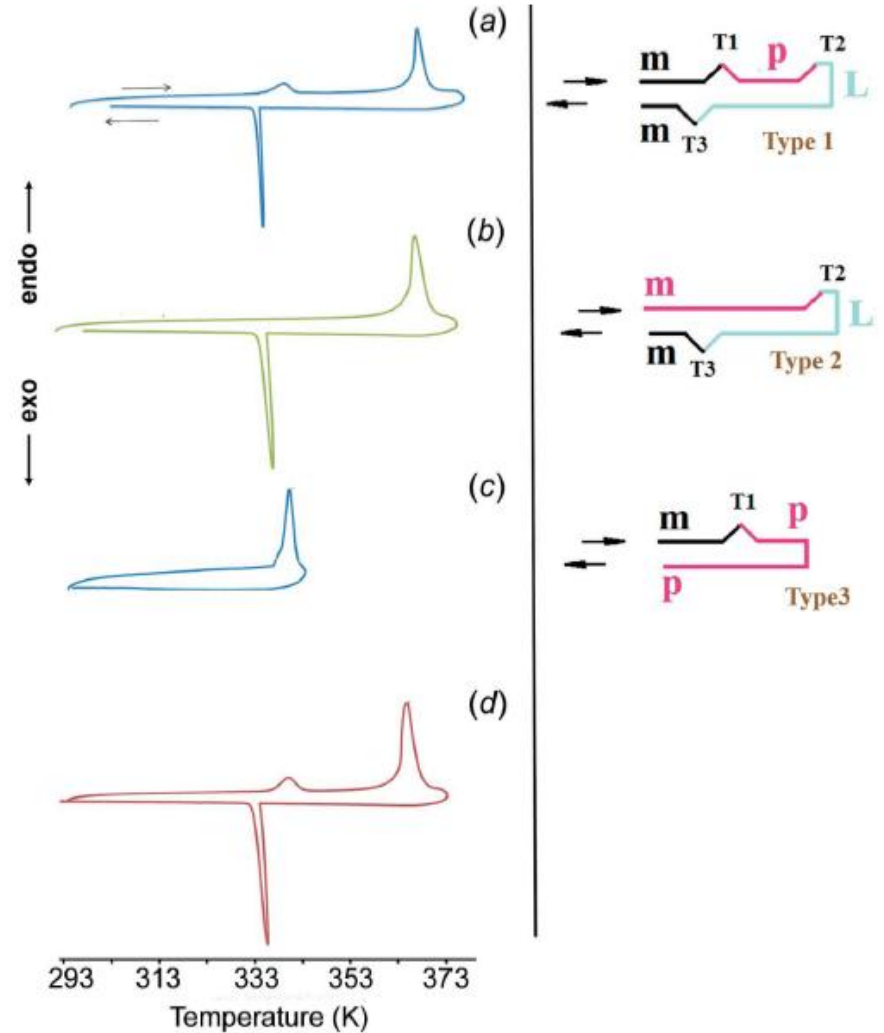 (a)
m T1 p T2
L
m T3 Type 1
endo
exo
(b)
m T2
L
m T3 Type 2
(c)
m T1 p
p Type3
(d)
293 313 333 353 373
Temperature (K)